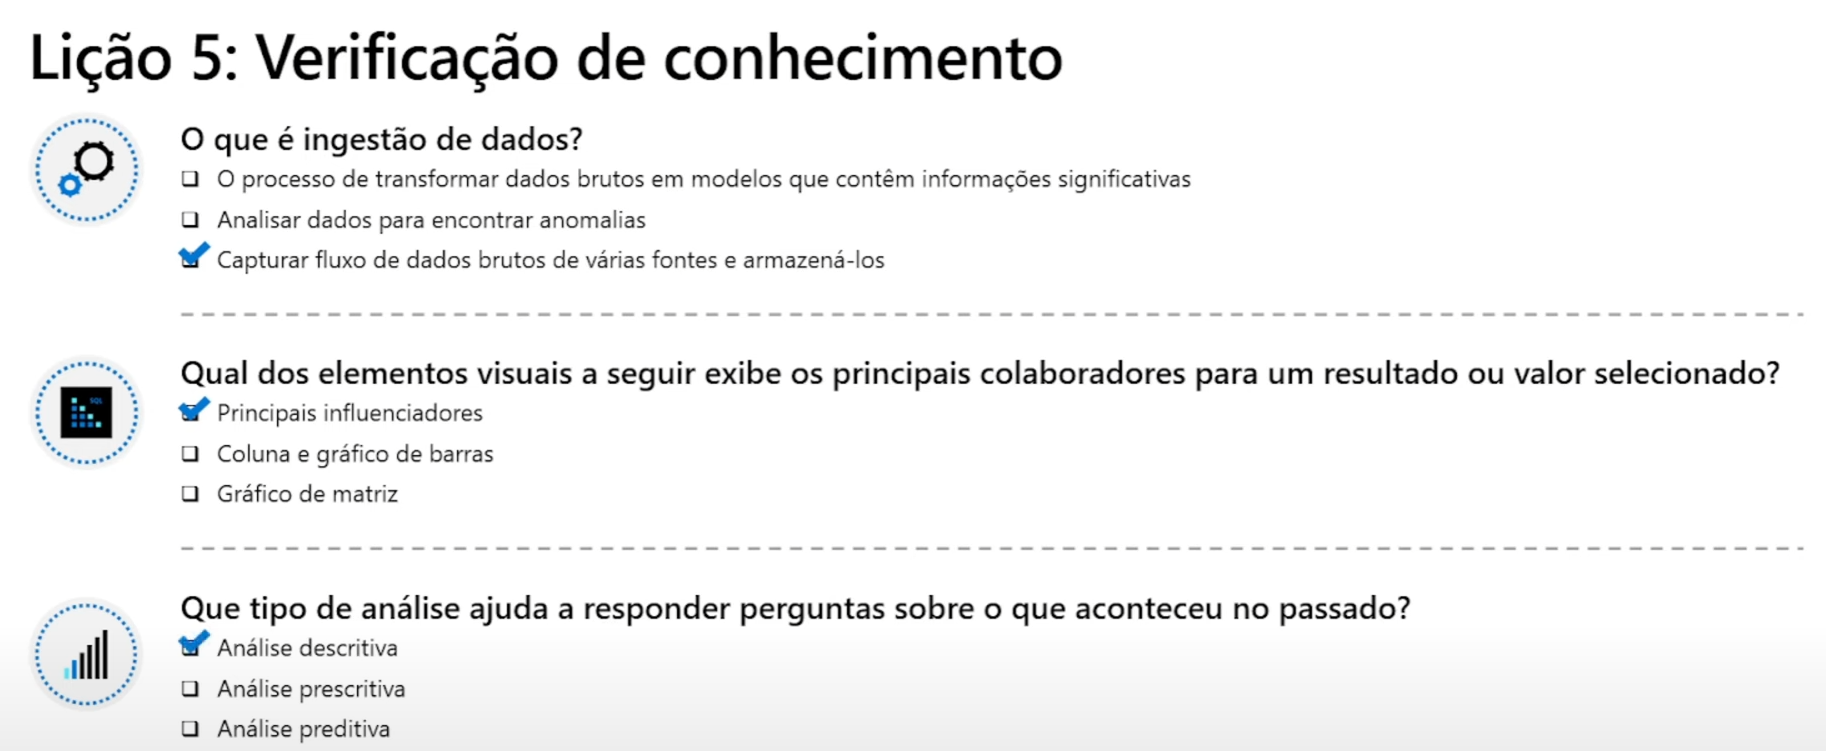 Lição 5: Verificação de conhecimento
O que é ingestão de dados?
O processo de transformar dados brutos em modelos que contêm informações significativas
Analisar dados para encontrar anomalias
Capturar fluxo de dados brutos de várias fontes e armazená-los
Qual dos elementos visuais a seguir exibe os principais colaboradores para um resultado ou valor selecionado?
SQL
Principais influenciadores
Coluna e gráfico de barras
Gráfico de matriz
Que tipo de análise ajuda a responder perguntas sobre o que aconteceu no passado?
Análise descritiva
Análise prescritiva
Análise preditiva